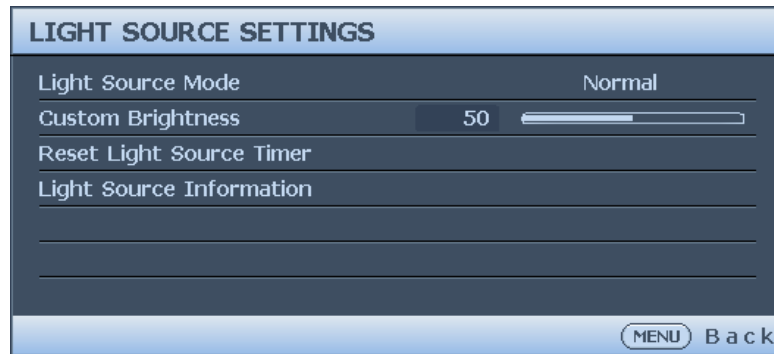 LIGHT SOURCE SETTINGS
Light Source Mode Normal
Custom Brightness 50
Reset Light Source Timer
Light Source Information
MENU Back